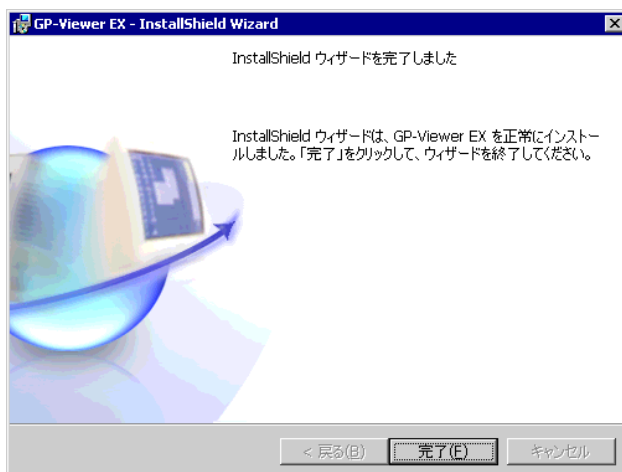 GP-Viewer EX - InstallShield Wizard
InstallShield ウィザードを完了しました
InstallShield ウィザードは、GP-Viewer EX を正常にインストー
ルしました。「完了」をクリックして、ウィザードを終了してください。
< 戻る(B)
完了(F)
キャンセル